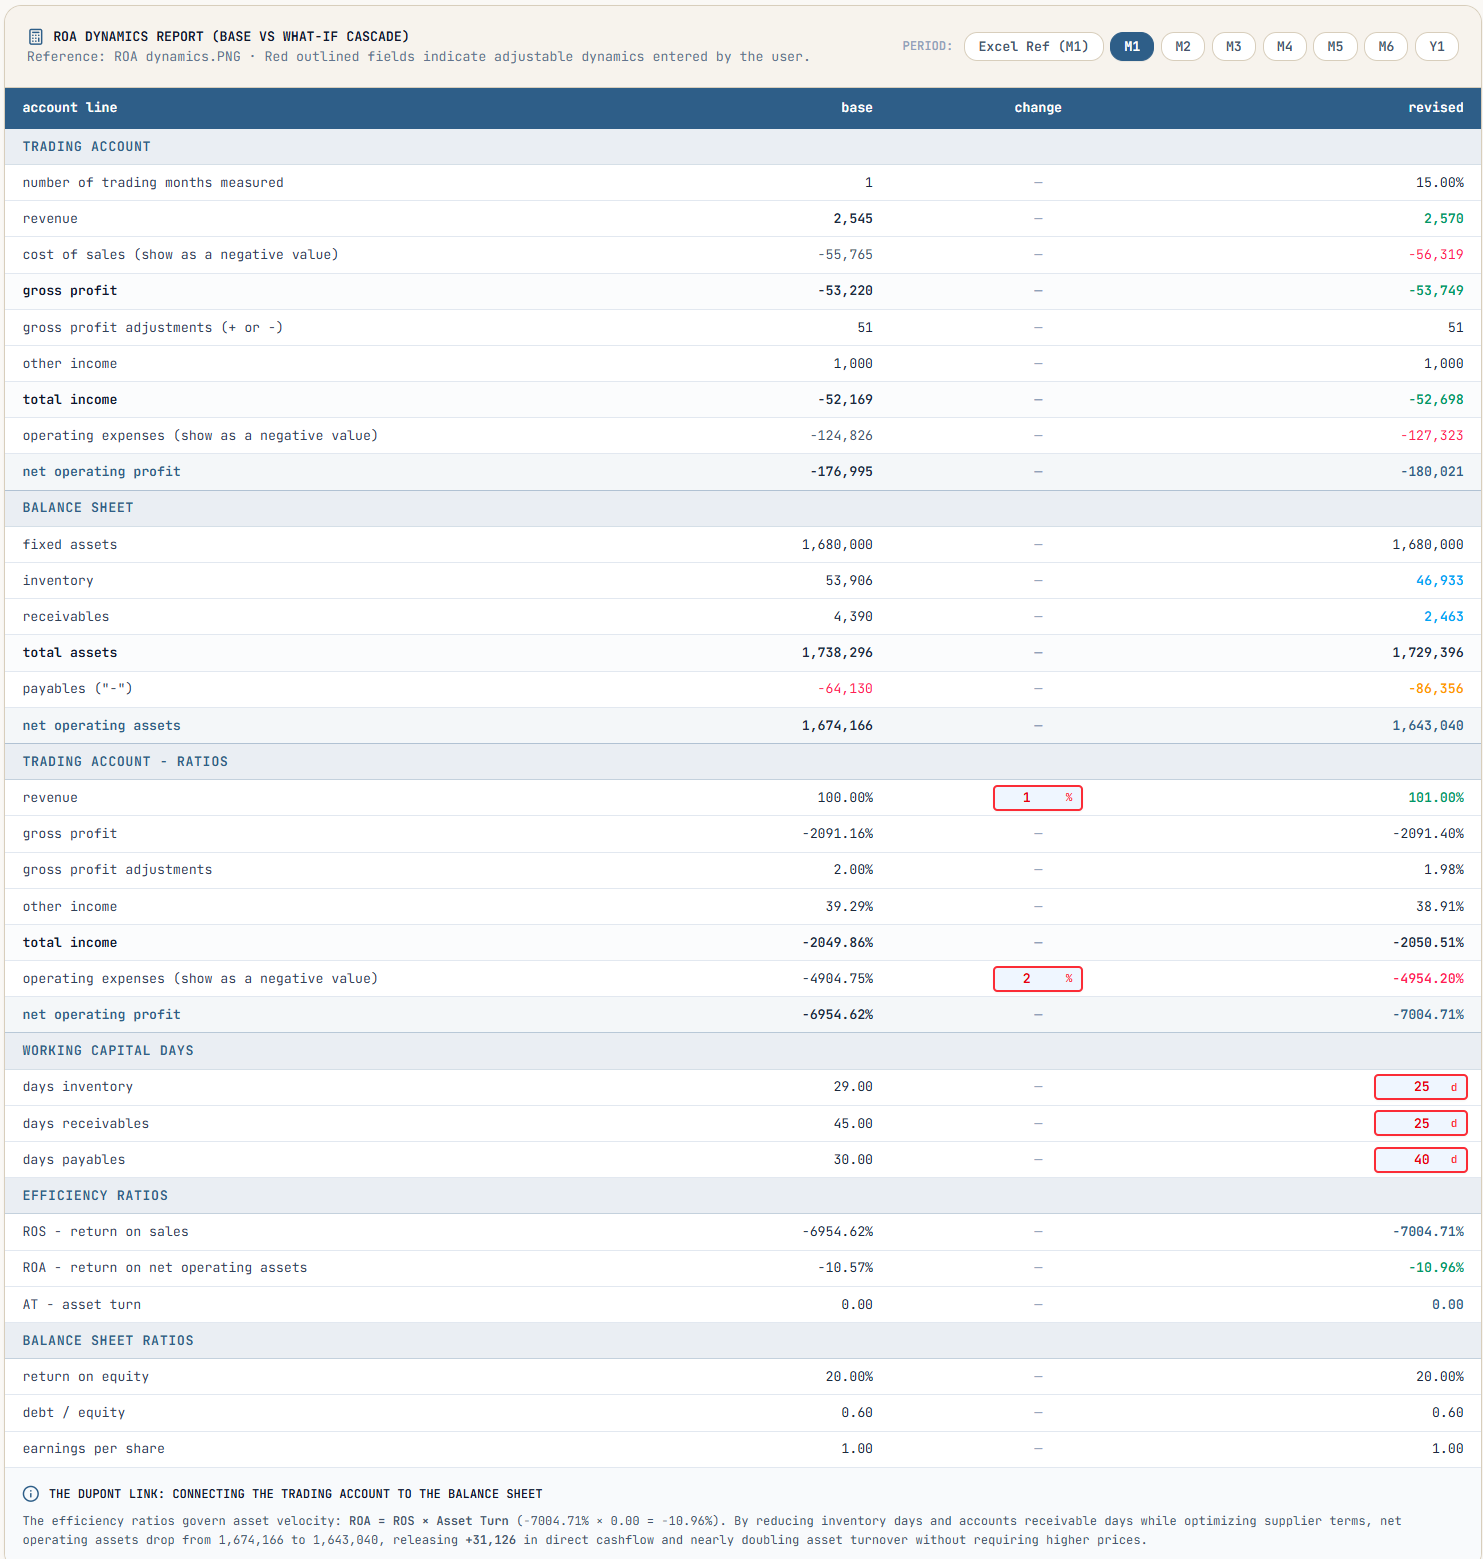 ROA DYNAMICS REPORT (BASE VS WHAT-IF CASCADE)
Reference: ROA dynamics.PNG · Red outlined fields indicate adjustable dynamics entered by the user.
PERIOD: Excel Ref (M1) M1 M2 M3 M4 M5 M6 Y1
account line base change revised
TRADING ACCOUNT
number of trading months measured 1 — 15.00%
revenue 2,545 — 2,570
cost of sales (show as a negative value) -55,765 — -56,319
gross profit -53,220 — -53,749
gross profit adjustments (+ or -) 51 — 51
other income 1,000 — 1,000
total income -52,169 — -52,698
operating expenses (show as a negative value) -124,826 — -127,323
net operating profit -176,995 — -180,021
BALANCE SHEET
fixed assets 1,680,000 — 1,680,000
inventory 53,906 — 46,933
receivables 4,390 — 2,463
total assets 1,738,296 — 1,729,396
payables ("-") -64,130 — -86,356
net operating assets 1,674,166 — 1,643,040
TRADING ACCOUNT - RATIOS
revenue 100.00% 1 % 101.00%
gross profit -2091.16% — -2091.40%
gross profit adjustments 2.00% — 1.98%
other income 39.29% — 38.91%
total income -2049.86% — -2050.51%
operating expenses (show as a negative value) -4904.75% 2 % -4954.20%
net operating profit -6954.62% — -7004.71%
WORKING CAPITAL DAYS
days inventory 29.00 — 25 d
days receivables 45.00 — 25 d
days payables 30.00 — 40 d
EFFICIENCY RATIOS
ROS - return on sales -6954.62% — -7004.71%
ROA - return on net operating assets -10.57% — -10.96%
AT - asset turn 0.00 — 0.00
BALANCE SHEET RATIOS
return on equity 20.00% — 20.00%
debt / equity 0.60 — 0.60
earnings per share 1.00 — 1.00
THE DUPONT LINK: CONNECTING THE TRADING ACCOUNT TO THE BALANCE SHEET
The efficiency ratios govern asset velocity: ROA = ROS × Asset Turn (-7004.71% × 0.00 = -10.96%). By reducing inventory days and accounts receivable days while optimizing supplier terms, net
operating assets drop from 1,674,166 to 1,643,040, releasing +31,126 in direct cashflow and nearly doubling asset turnover without requiring higher prices.